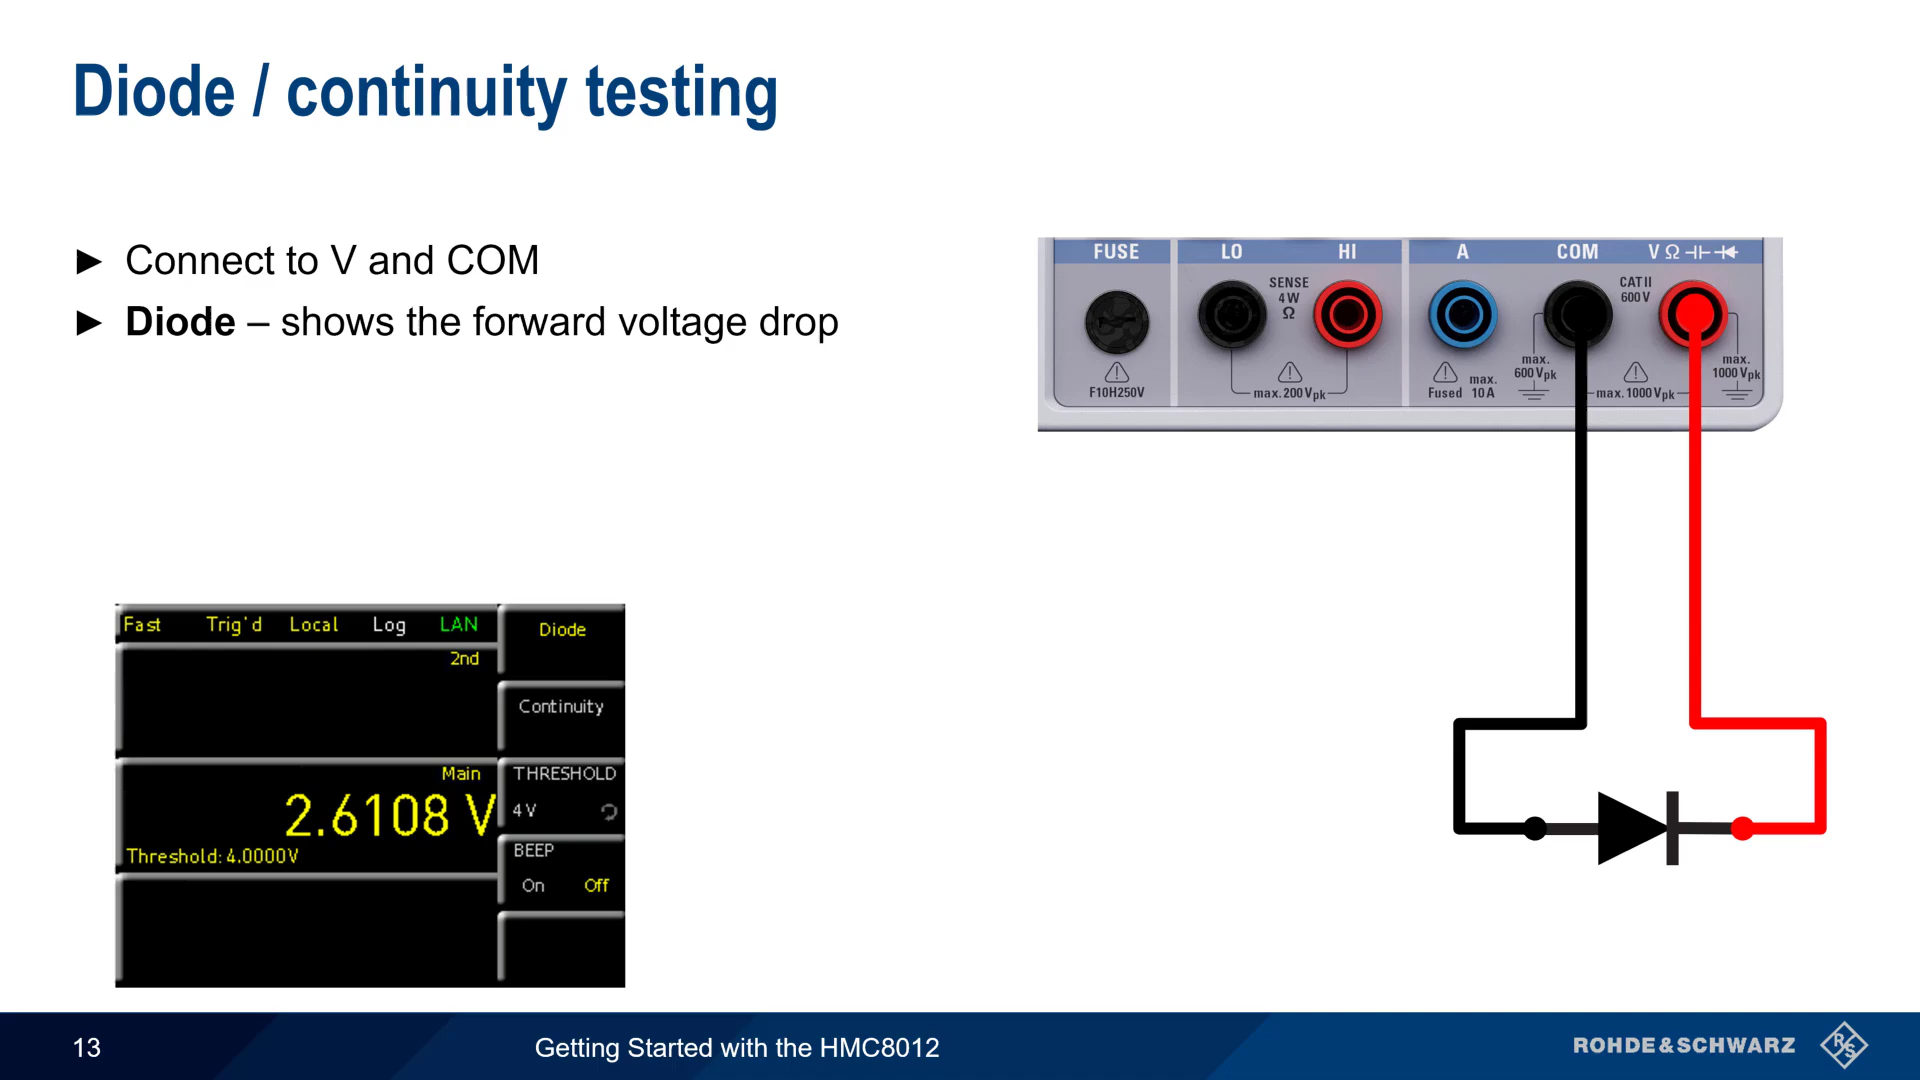 Diode / continuity testing
► Connect to V and COM
► Diode – shows the forward voltage drop
FUSE LO HI A COM V Ω
SENSE
4W
Ω
CAT II
600 V
max.
600 Vpk
max.
1000 Vpk
F10H250V
max. 200 Vpk
Fused max. 10 A
max. 1000 Vpk
Fast Trig'd Local Log LAN
2nd
Main
2.6108 V
Threshold: 4.0000V
Diode
Continuity
THRESHOLD
4 V
BEEP
On Off
13
Getting Started with the HMC8012
ROHDE & SCHWARZ
R S